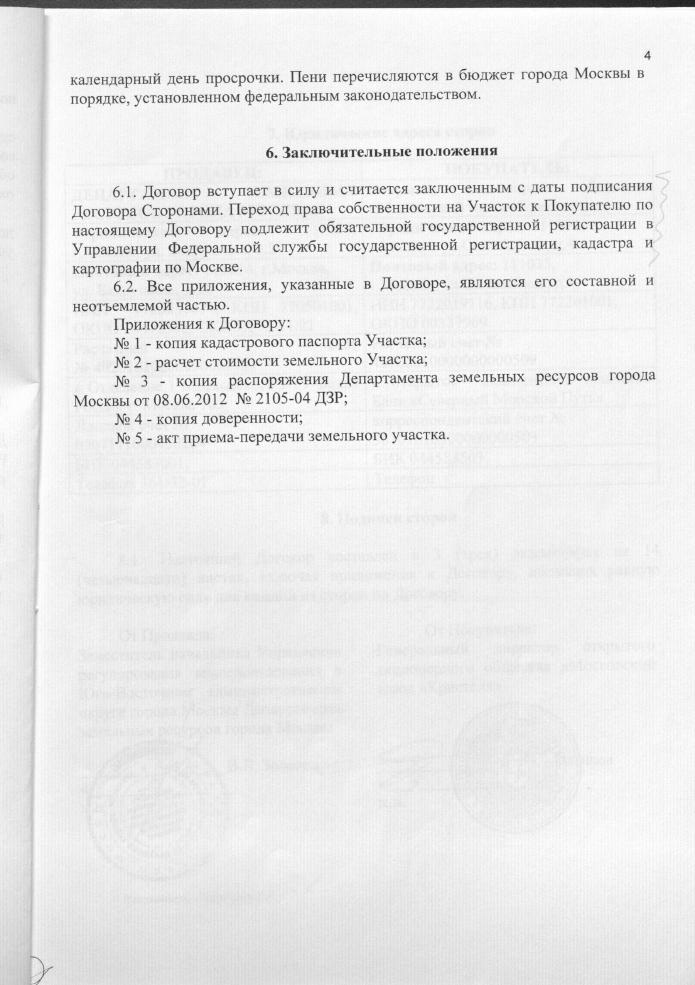 4
календарный день просрочки. Пени перечисляются в бюджет города Москвы в
порядке, установленном федеральным законодательством.
6. Заключительные положения
6.1. Договор вступает в силу и считается заключенным с даты подписания
Договора Сторонами. Переход права собственности на Участок к Покупателю по
настоящему Договору подлежит обязательной государственной регистрации в
Управлении Федеральной службы государственной регистрации, кадастра и
картографии по Москве.
6.2. Все приложения, указанные в Договоре, являются его составной и
неотъемлемой частью.
Приложения к Договору:
№ 1 - копия кадастрового паспорта Участка;
№ 2 - расчет стоимости земельного Участка;
№ 3 - копия распоряжения Департамента земельных ресурсов города
Москвы от 08.06.2012 № 2105-04 ДЗР;
№ 4 - копия доверенности;
№ 5 - акт приема-передачи земельного участка.